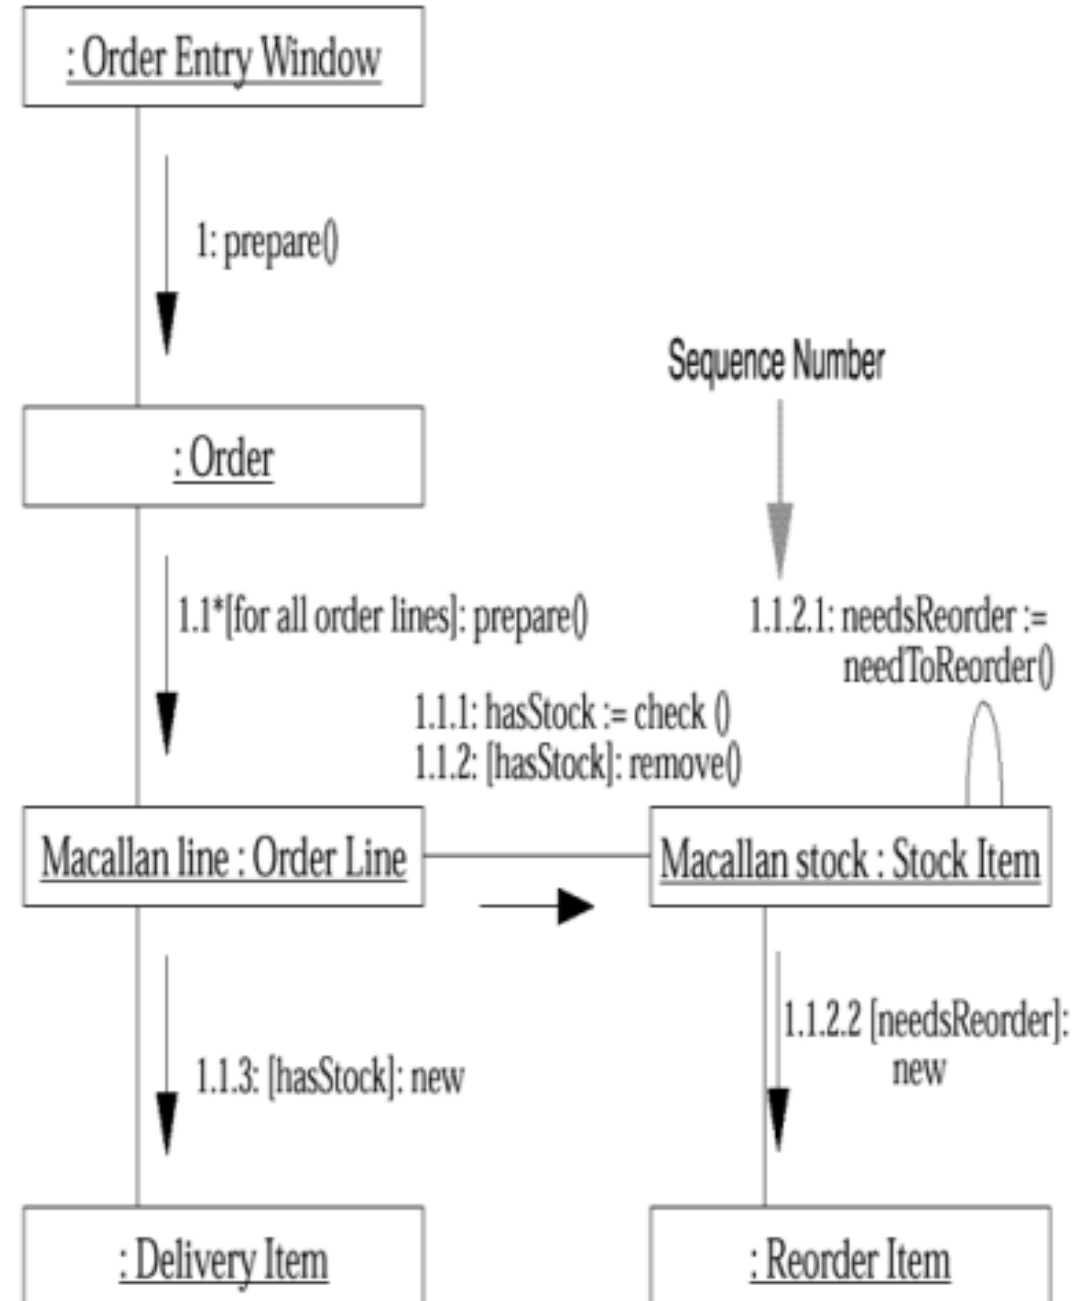 : Order Entry Window
1: prepare()
Sequence Number
: Order
1.1*[for all order lines]: prepare()
1.1.2.1: needsReorder :=
needToReorder()
1.1.1: hasStock := check ()
1.1.2: [hasStock]: remove()
Macallan line : Order Line
Macallan stock : Stock Item
1.1.3: [hasStock]: new
1.1.2.2 [needsReorder]:
new
: Delivery Item
: Reorder Item